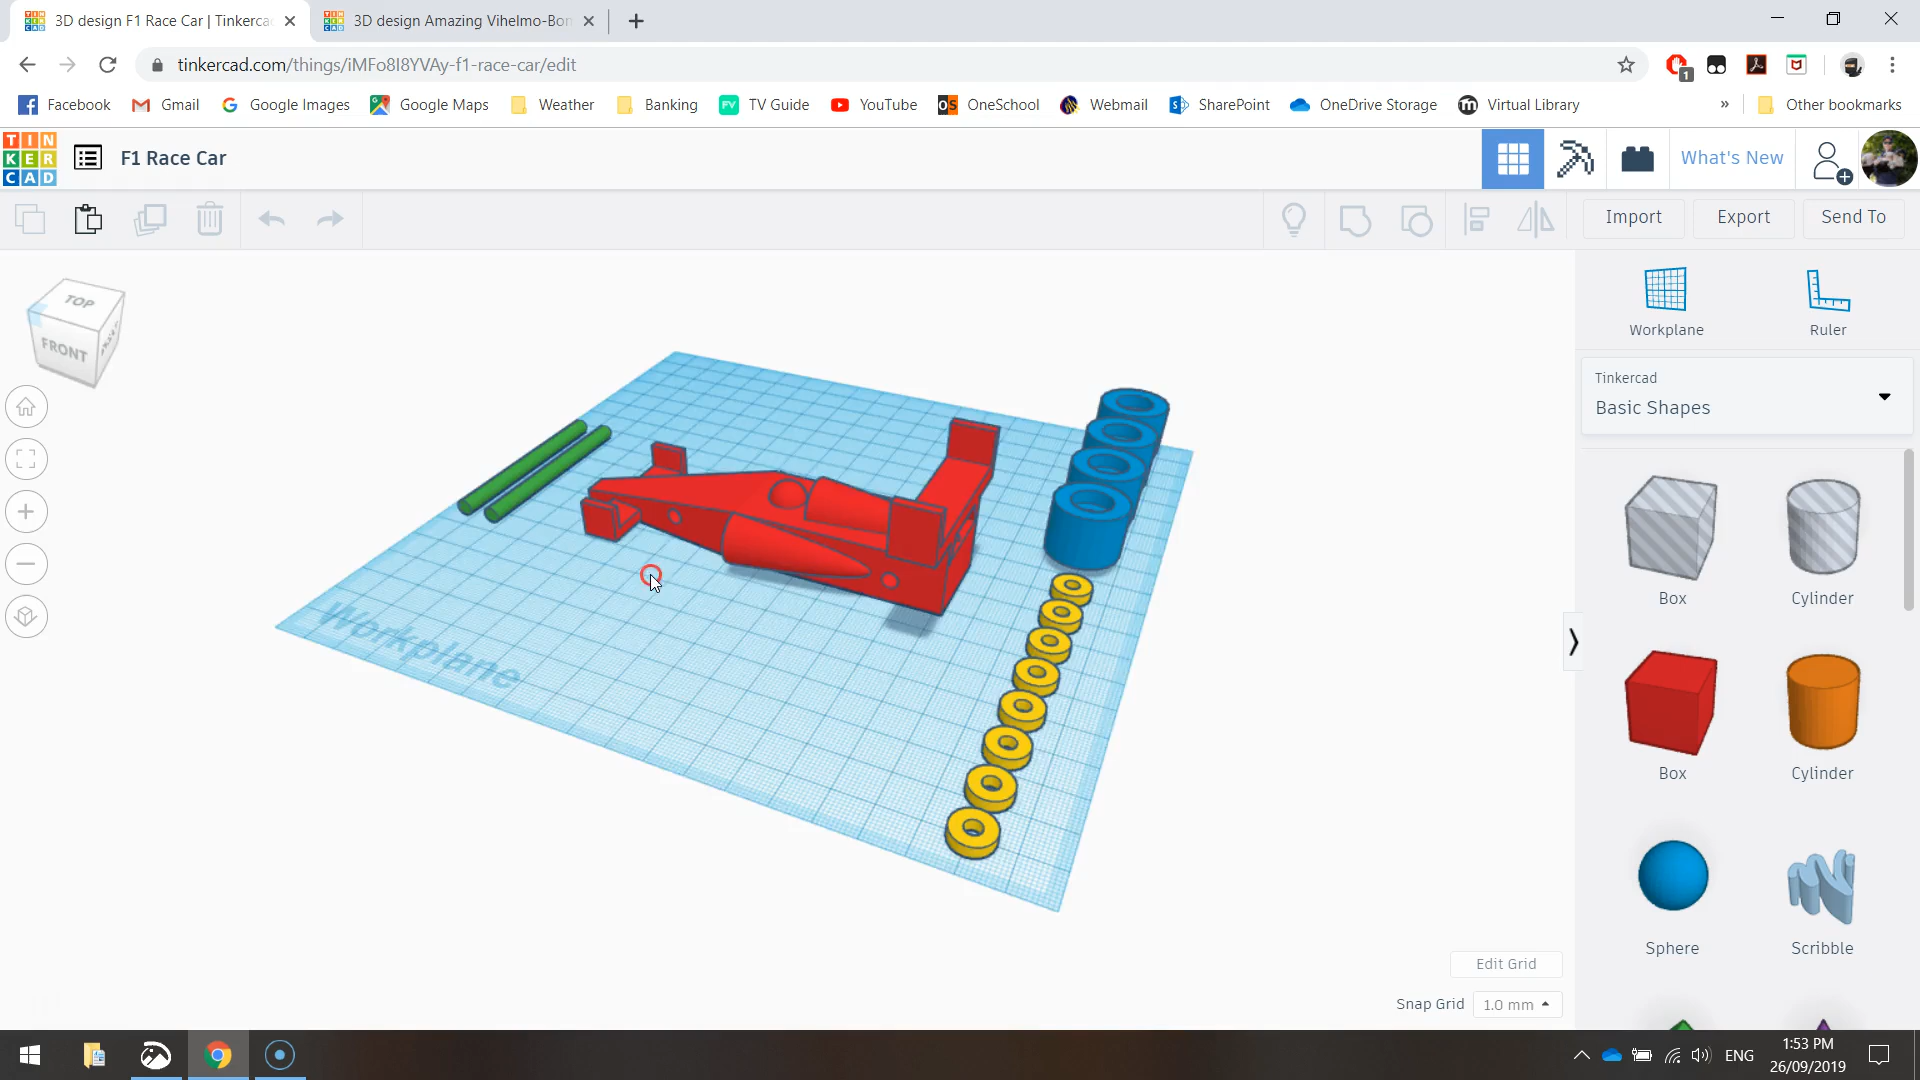 3D design F1 Race Car | Tinkerca
3D design Amazing Vihelmo-Bon
tinkercad.com/things/iMFo8I8YVAy-f1-race-car/edit
1
Facebook
Gmail
Google Images
Google Maps
Weather
Banking
TV Guide
YouTube
OneSchool
Webmail
SharePoint
OneDrive Storage
Virtual Library
»
Other bookmarks
TIN
KER
CAD
F1 Race Car
What's New
Import
Export
Send To
TOP
FRONT
Workplane
Ruler
Tinkercad
Basic Shapes
Box
Cylinder
Box
Cylinder
Sphere
Scribble
Workplane
Edit Grid
Snap Grid
1.0 mm
ENG
1:53 PM
26/09/2019